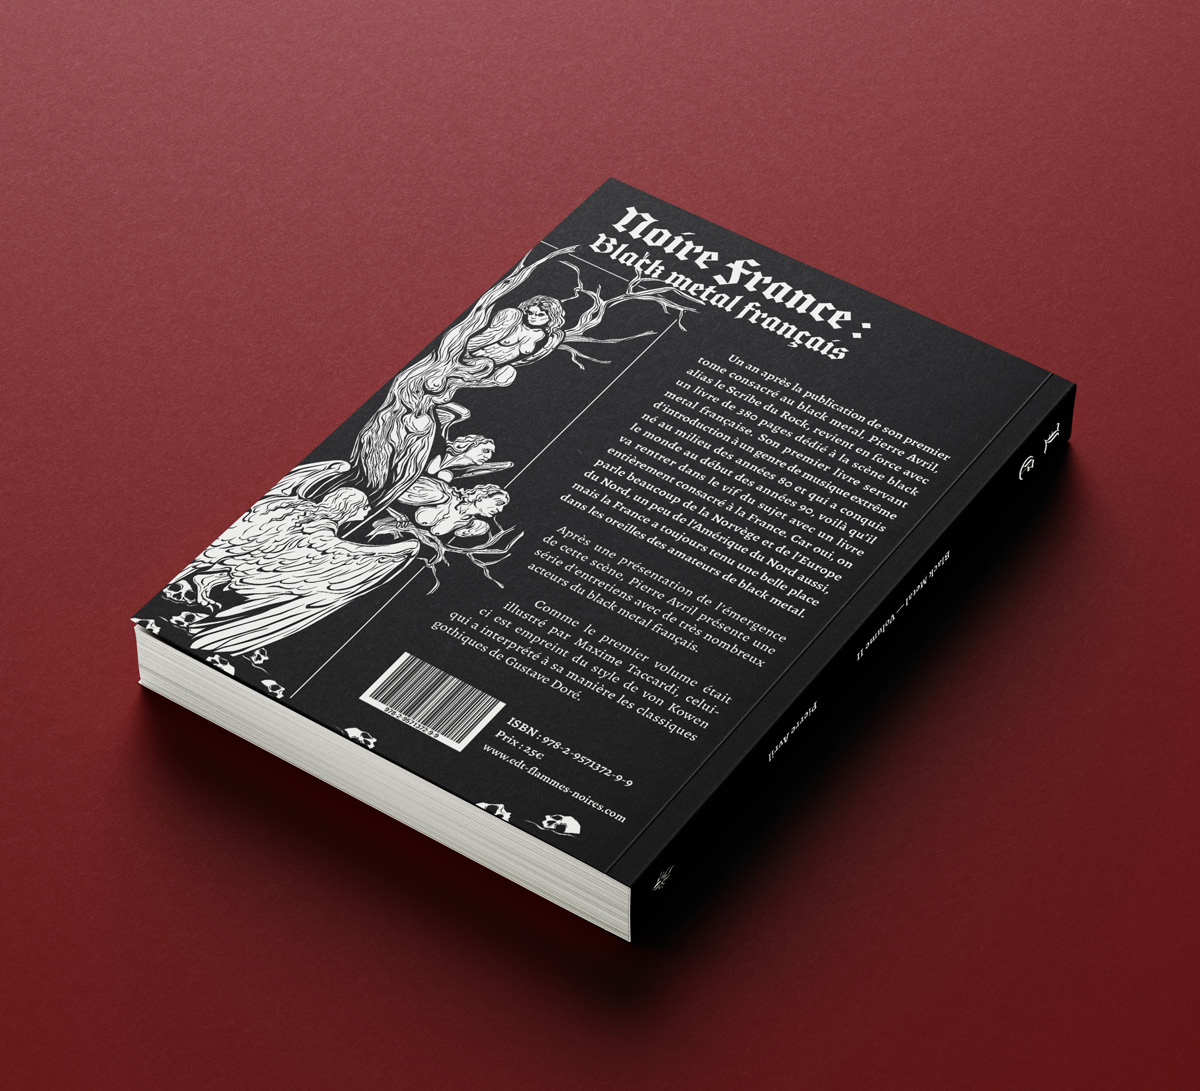 Noire France :
Black metal français
Un an après la publication de son premier
tome consacré au black metal, Pierre Avril,
alias le Scribe du Rock, revient en force avec
un livre de 280 pages dédié à la scène black
metal française. Son premier livre servant
d'introduction à un genre de musique extrême
né au milieu des années 80 et qui a conquis
le monde au début des années 90, voilà qu'il
va rentrer dans le vif du sujet avec un livre
entièrement consacré à la France. Car oui, on
parle beaucoup de la Norvège et de l'Europe
du Nord, un peu de l'Amérique du Nord aussi,
mais la France a toujours tenu une belle place
dans les oreilles des amateurs de black metal.
Après une présentation de l'émergence
de cette scène, Pierre Avril présente une
série d'entretiens avec de très nombreux
acteurs du black metal français.
Comme le premier volume était
illustré par Maxime Taccardi, celui-
ci est empreint du style de von Kowen
qui a interprété à sa manière les classiques
gothiques de Gustave Doré.
9782957137299
ISBN : 978-2-9571372-9-9
Prix : 25€
www.edt-flammes-noires.com
Black Metal — Volume II
Pierre Avril